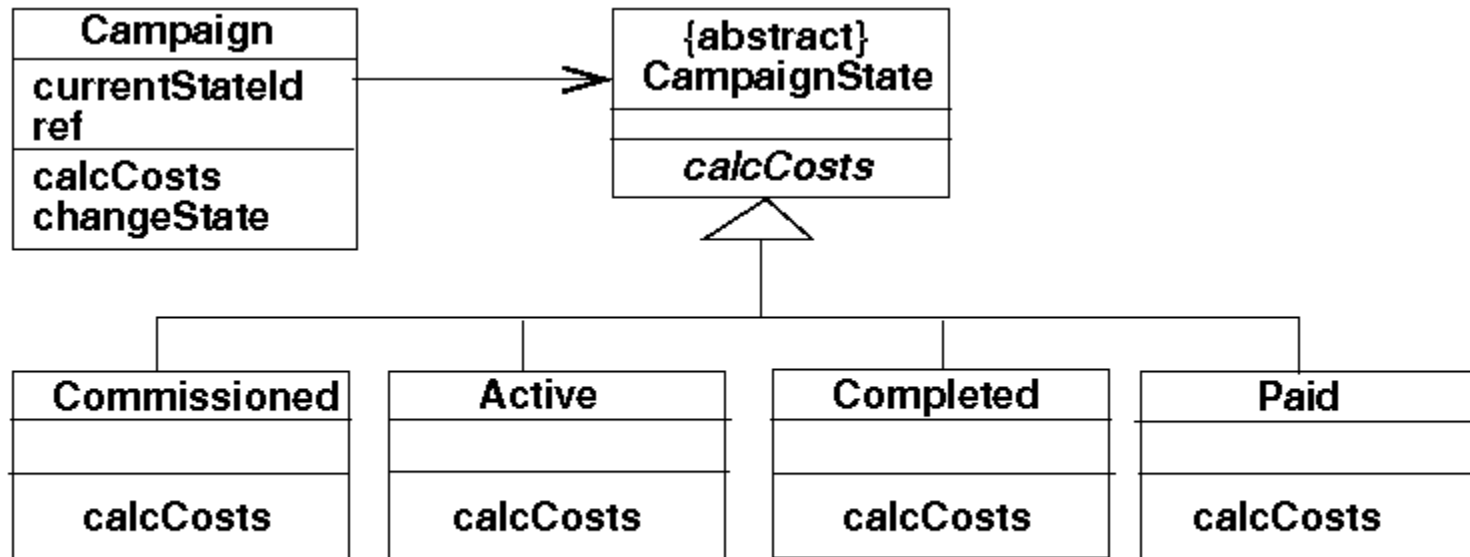 Campaign
currentStateId
ref
calcCosts
changeState
{abstract}
CampaignState
calcCosts
Commissioned
calcCosts
Active
calcCosts
Completed
calcCosts
Paid
calcCosts